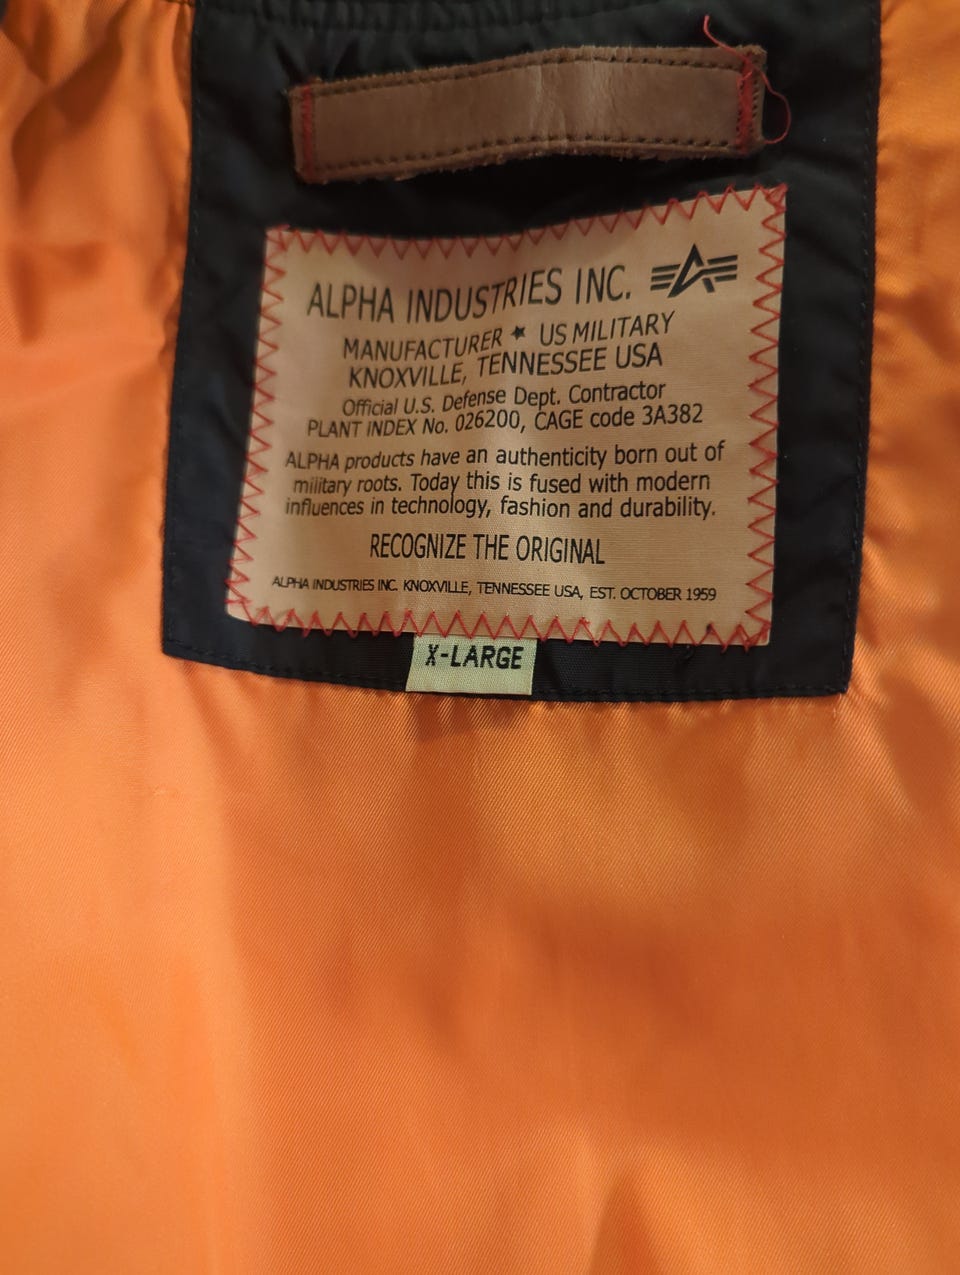 ALPHA INDUSTRIES INC.
MANUFACTURER ★ US MILITARY
KNOXVILLE, TENNESSEE USA
Official U.S. Defense Dept. Contractor
PLANT INDEX No. 026200, CAGE code 3A382
ALPHA products have an authenticity born out of
military roots. Today this is fused with modern
influences in technology, fashion and durability.
RECOGNIZE THE ORIGINAL
ALPHA INDUSTRIES INC. KNOXVILLE, TENNESSEE USA, EST. OCTOBER 1959
X-LARGE